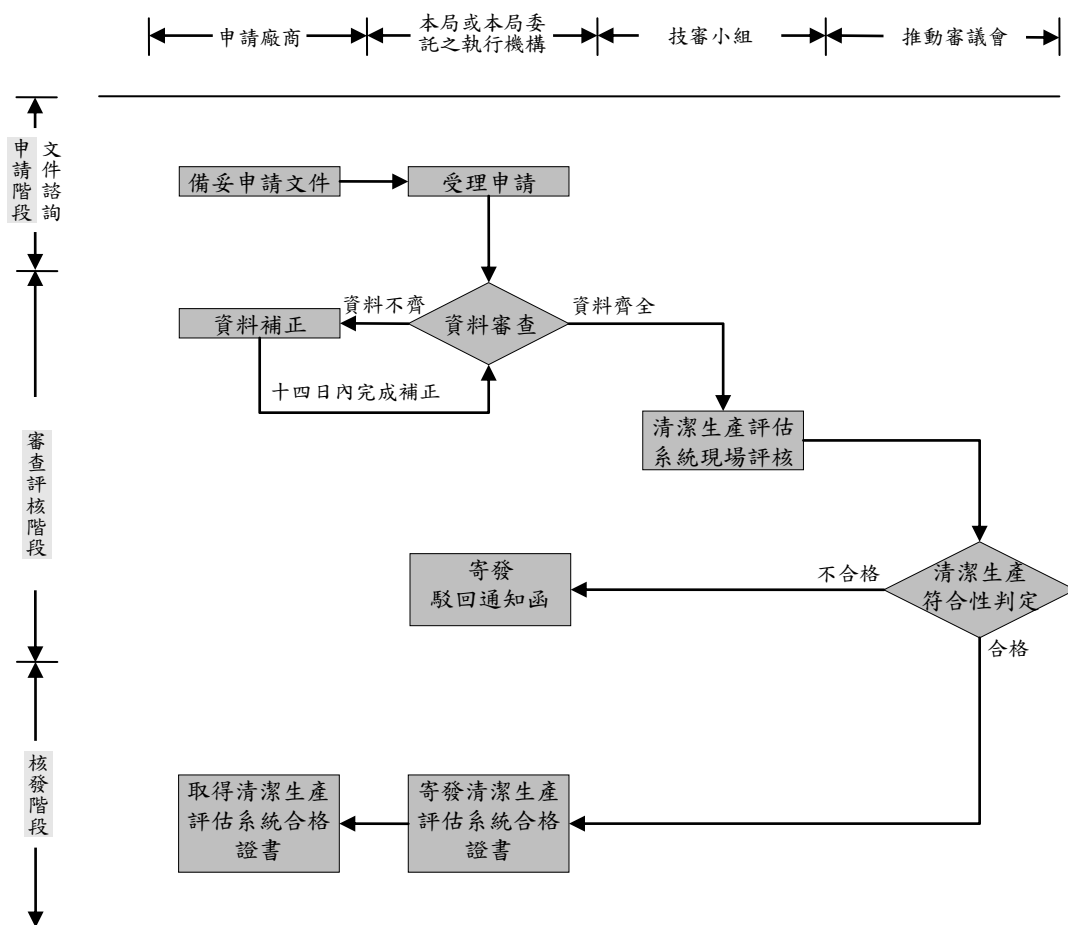 申請廠商
本局或本局委
託之執行機構
技審小組
推動審議會
申請階段
文件諮詢
備妥申請文件
受理申請
資料不齊
資料齊全
資料補正
資料審查
十四日內完成補正
清潔生產評估
系統現場評核
審查評核階段
寄發
駁回通知函
不合格
清潔生產
符合性判定
合格
核發階段
取得清潔生產
評估系統合格
證書
寄發清潔生產
評估系統合格
證書